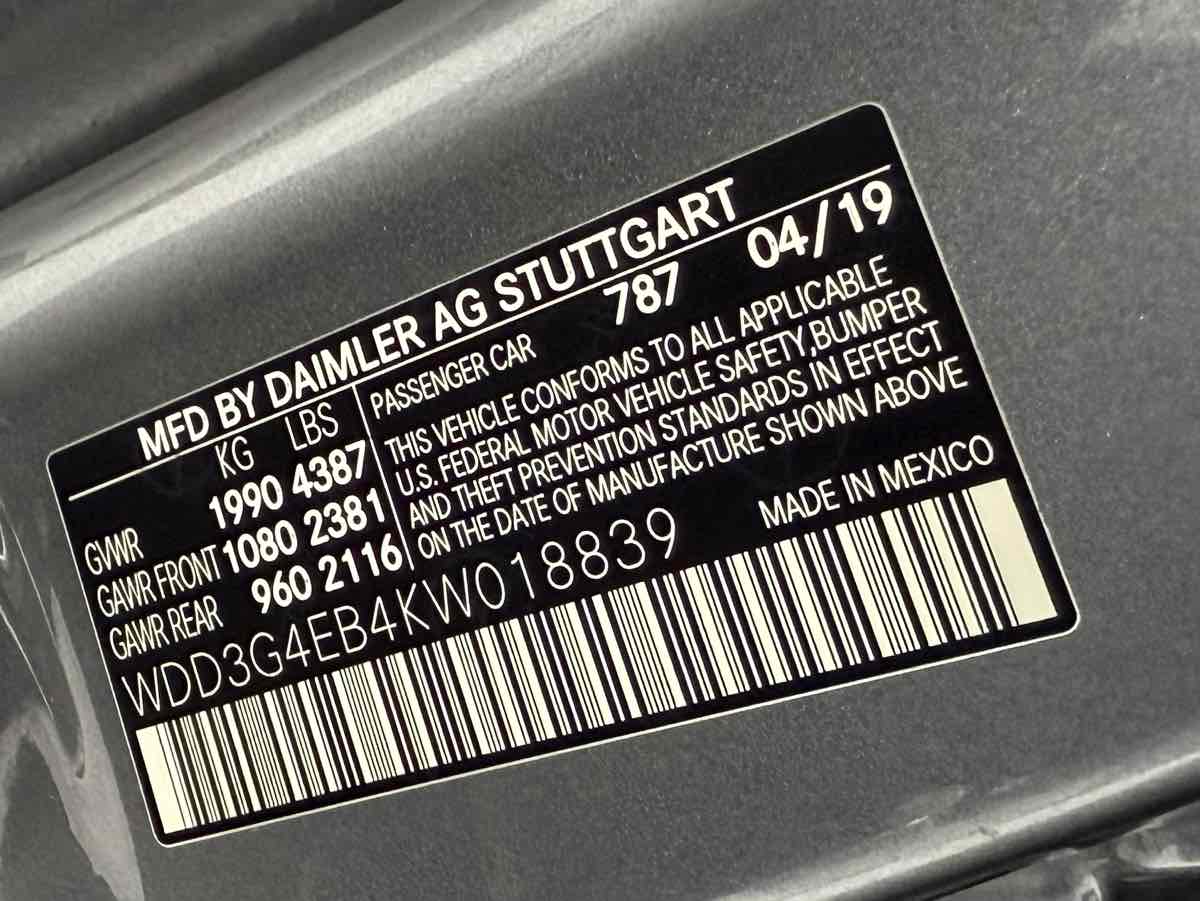 MFD BY DAIMLER AG STUTTGART
KG LBS
GVWR 1990 4387
GAWR FRONT 1080 2381
GAWR REAR 960 2116
PASSENGER CAR 787 04/19
THIS VEHICLE CONFORMS TO ALL APPLICABLE
U.S. FEDERAL MOTOR VEHICLE SAFETY,BUMPER
AND THEFT PREVENTION STANDARDS IN EFFECT
ON THE DATE OF MANUFACTURE SHOWN ABOVE
WDD3G4EB4KW018839 MADE IN MEXICO